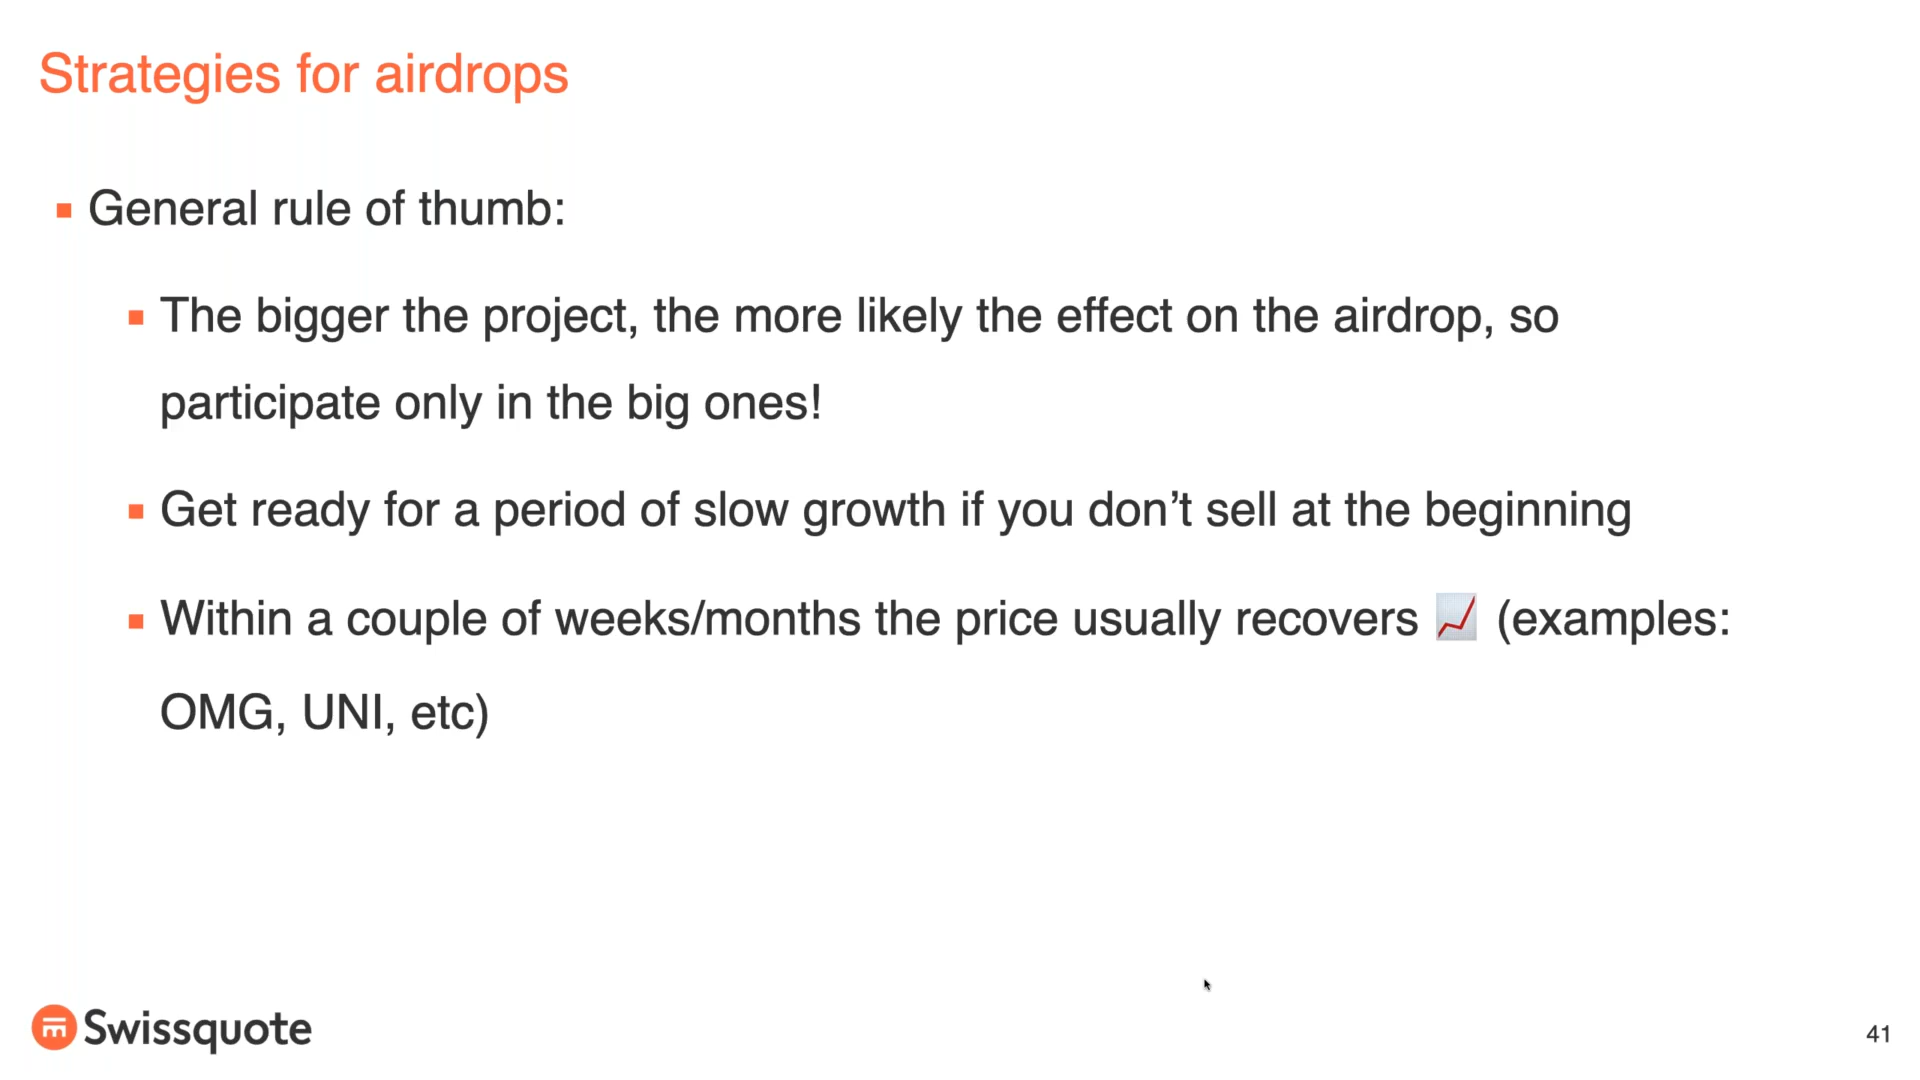 Strategies for airdrops
General rule of thumb:
The bigger the project, the more likely the effect on the airdrop, so
participate only in the big ones!
Get ready for a period of slow growth if you don’t sell at the beginning
Within a couple of weeks/months the price usually recovers 📈 (examples:
OMG, UNI, etc)
Swissquote
41